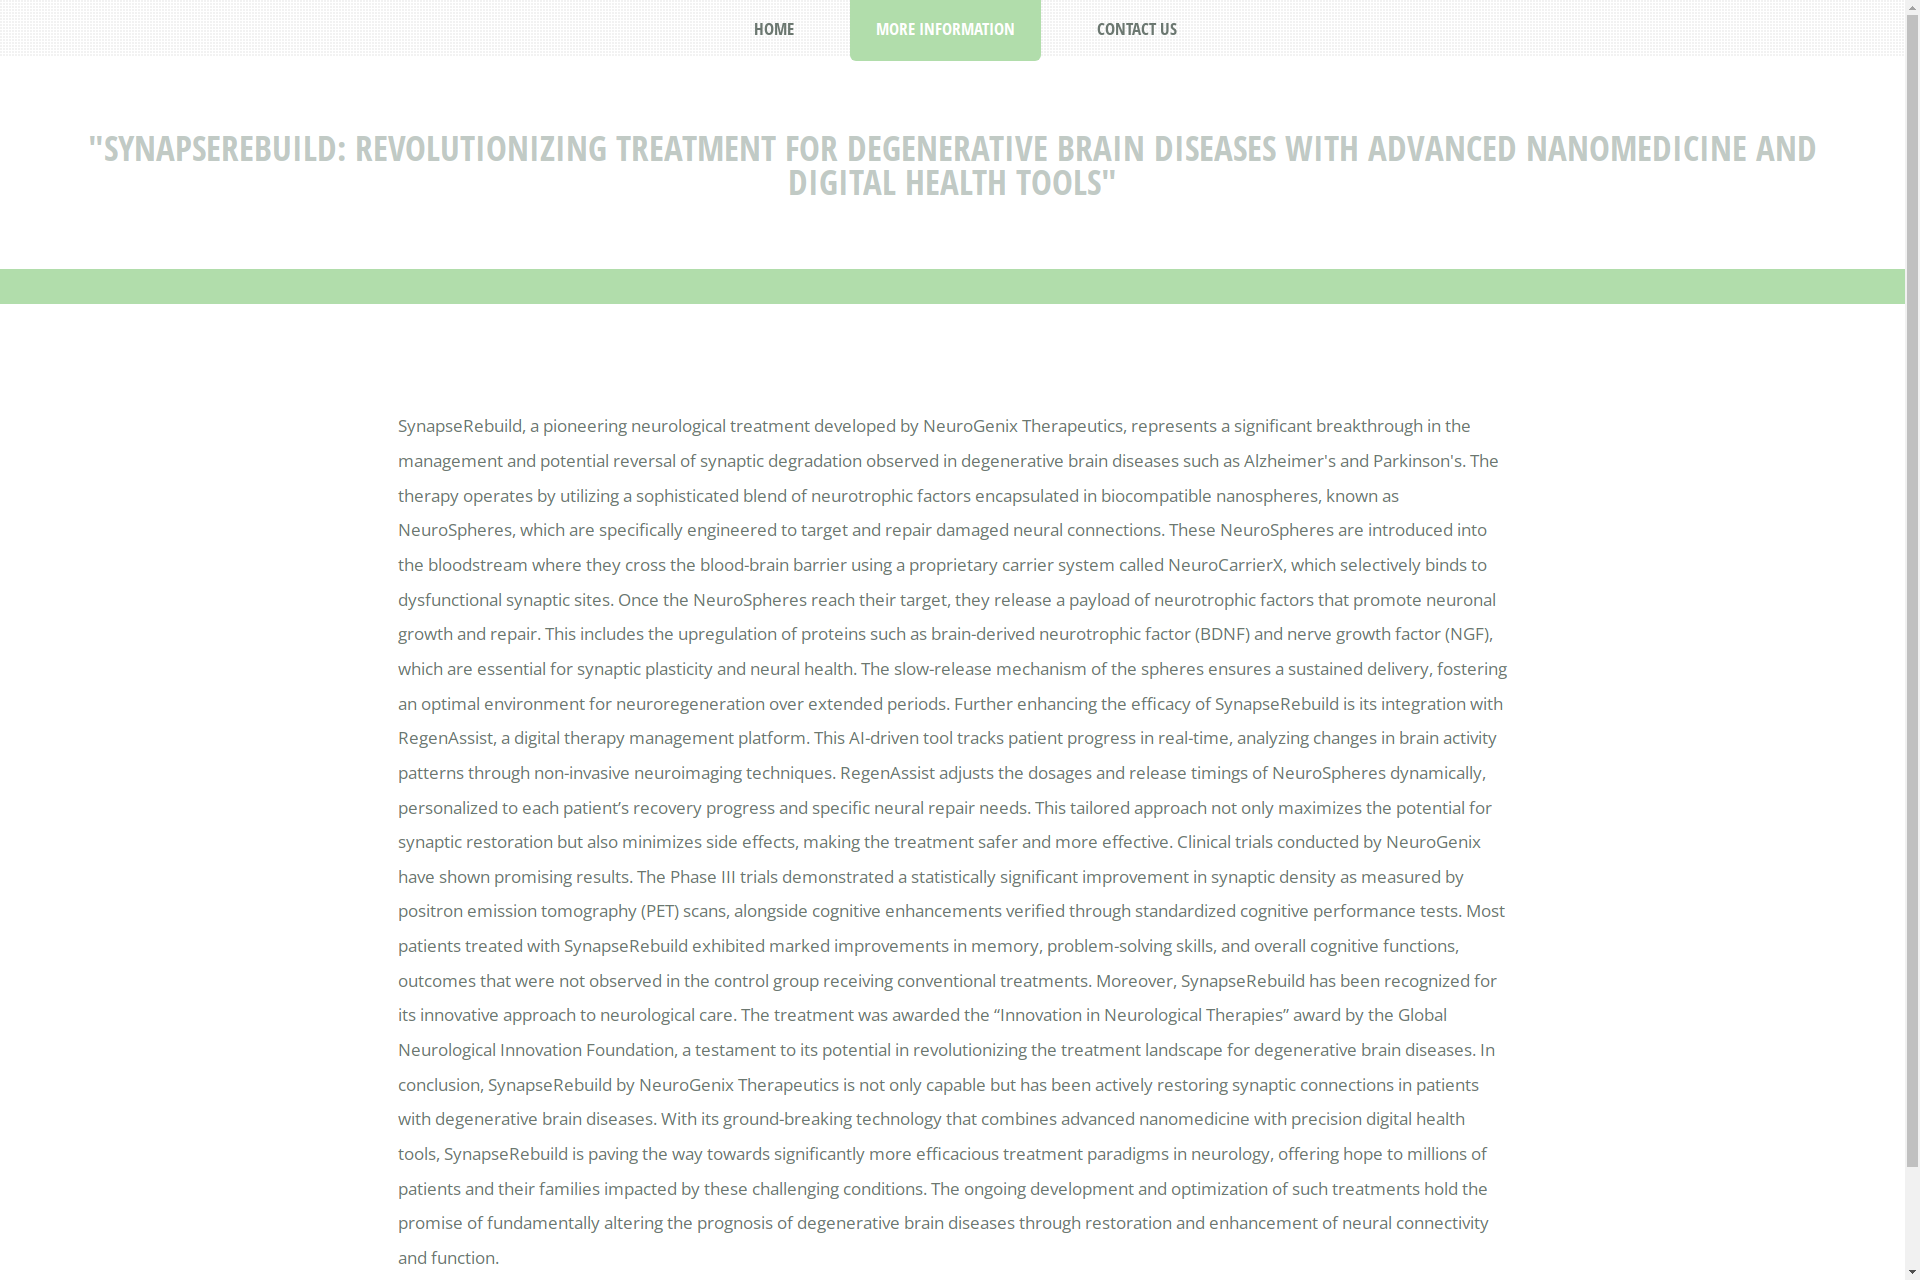 HOME
MORE INFORMATION
CONTACT US
"SYNAPSEREBUILD: REVOLUTIONIZING TREATMENT FOR DEGENERATIVE BRAIN DISEASES WITH ADVANCED NANOMEDICINE AND
DIGITAL HEALTH TOOLS"
SynapseRebuild, a pioneering neurological treatment developed by NeuroGenix Therapeutics, represents a significant breakthrough in the
management and potential reversal of synaptic degradation observed in degenerative brain diseases such as Alzheimer's and Parkinson's. The
therapy operates by utilizing a sophisticated blend of neurotrophic factors encapsulated in biocompatible nanospheres, known as
NeuroSpheres, which are specifically engineered to target and repair damaged neural connections. These NeuroSpheres are introduced into
the bloodstream where they cross the blood-brain barrier using a proprietary carrier system called NeuroCarrierX, which selectively binds to
dysfunctional synaptic sites. Once the NeuroSpheres reach their target, they release a payload of neurotrophic factors that promote neuronal
growth and repair. This includes the upregulation of proteins such as brain-derived neurotrophic factor (BDNF) and nerve growth factor (NGF),
which are essential for synaptic plasticity and neural health. The slow-release mechanism of the spheres ensures a sustained delivery, fostering
an optimal environment for neuroregeneration over extended periods. Further enhancing the efficacy of SynapseRebuild is its integration with
RegenAssist, a digital therapy management platform. This AI-driven tool tracks patient progress in real-time, analyzing changes in brain activity
patterns through non-invasive neuroimaging techniques. RegenAssist adjusts the dosages and release timings of NeuroSpheres dynamically,
personalized to each patient’s recovery progress and specific neural repair needs. This tailored approach not only maximizes the potential for
synaptic restoration but also minimizes side effects, making the treatment safer and more effective. Clinical trials conducted by NeuroGenix
have shown promising results. The Phase III trials demonstrated a statistically significant improvement in synaptic density as measured by
positron emission tomography (PET) scans, alongside cognitive enhancements verified through standardized cognitive performance tests. Most
patients treated with SynapseRebuild exhibited marked improvements in memory, problem-solving skills, and overall cognitive functions,
outcomes that were not observed in the control group receiving conventional treatments. Moreover, SynapseRebuild has been recognized for
its innovative approach to neurological care. The treatment was awarded the “Innovation in Neurological Therapies” award by the Global
Neurological Innovation Foundation, a testament to its potential in revolutionizing the treatment landscape for degenerative brain diseases. In
conclusion, SynapseRebuild by NeuroGenix Therapeutics is not only capable but has been actively restoring synaptic connections in patients
with degenerative brain diseases. With its ground-breaking technology that combines advanced nanomedicine with precision digital health
tools, SynapseRebuild is paving the way towards significantly more efficacious treatment paradigms in neurology, offering hope to millions of
patients and their families impacted by these challenging conditions. The ongoing development and optimization of such treatments hold the
promise of fundamentally altering the prognosis of degenerative brain diseases through restoration and enhancement of neural connectivity
and function.